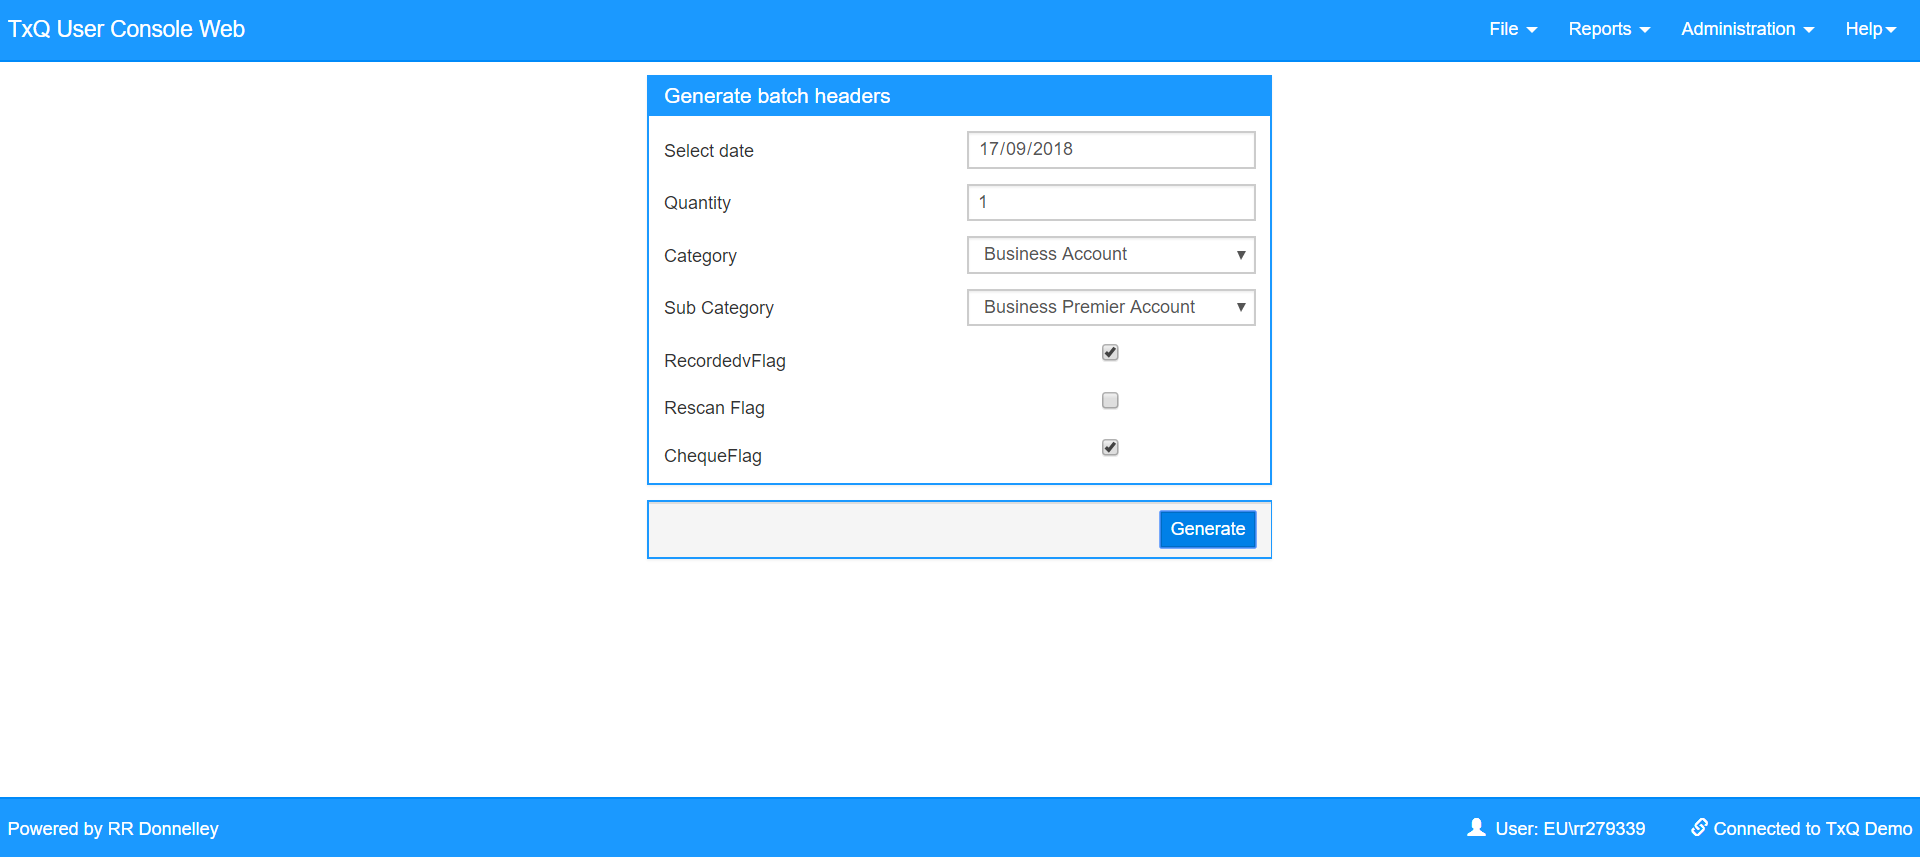 TxQ User Console Web File Reports Administration Help
Generate batch headers
Select date 17/09/2018
Quantity 1
Category Business Account
Sub Category Business Premier Account
RecordedvFlag
Rescan Flag
ChequeFlag
Generate
Powered by RR Donnelley User: EU\rr279339 Connected to TxQ Demo